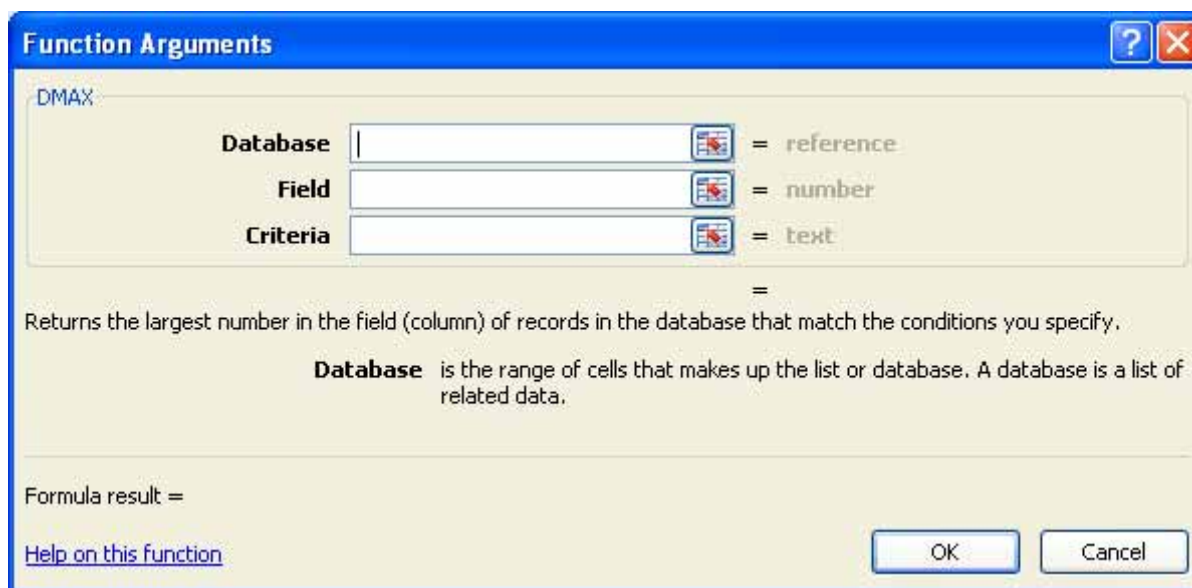 Function Arguments
DMAX
Database = reference
Field = number
Criteria = text
=
Returns the largest number in the field (column) of records in the database that match the conditions you specify.
Database is the range of cells that makes up the list or database. A database is a list of
related data.
Formula result =
Help on this function OK Cancel